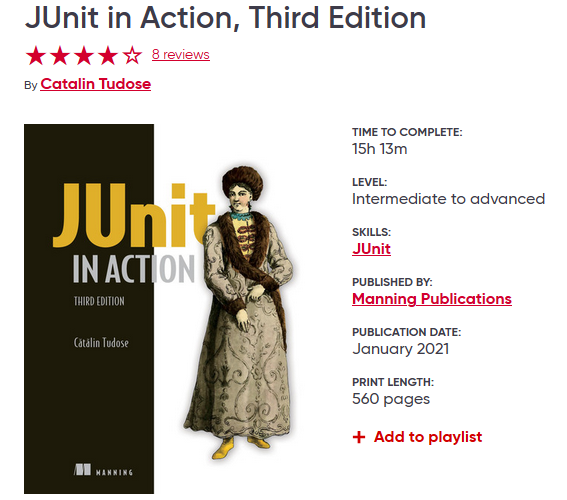 JUnit in Action, Third Edition
8 reviews
By Catalin Tudose
JUnit
IN ACTION
THIRD EDITION
Cătălin Tudose
MANNING
TIME TO COMPLETE:
15h 13m
LEVEL:
Intermediate to advanced
SKILLS:
JUnit
PUBLISHED BY:
Manning Publications
PUBLICATION DATE:
January 2021
PRINT LENGTH:
560 pages
+ Add to playlist